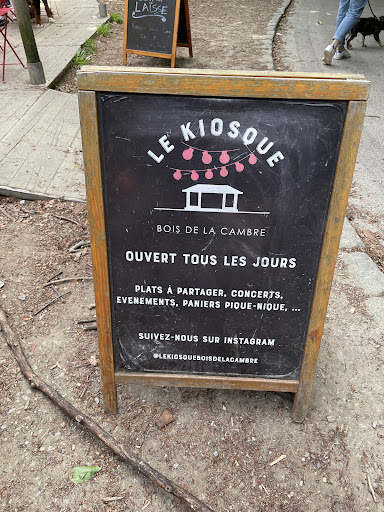 LAISSE
LE KIOSQUE
BOIS DE LA CAMBRE
OUVERT TOUS LES JOURS
PLATS À PARTAGER, CONCERTS,
EVENEMENTS, PANIERS PIQUE-NIQUE, ...
SUIVEZ-NOUS SUR INSTAGRAM
@LEKIOSQUEBOISDELACAMBRE